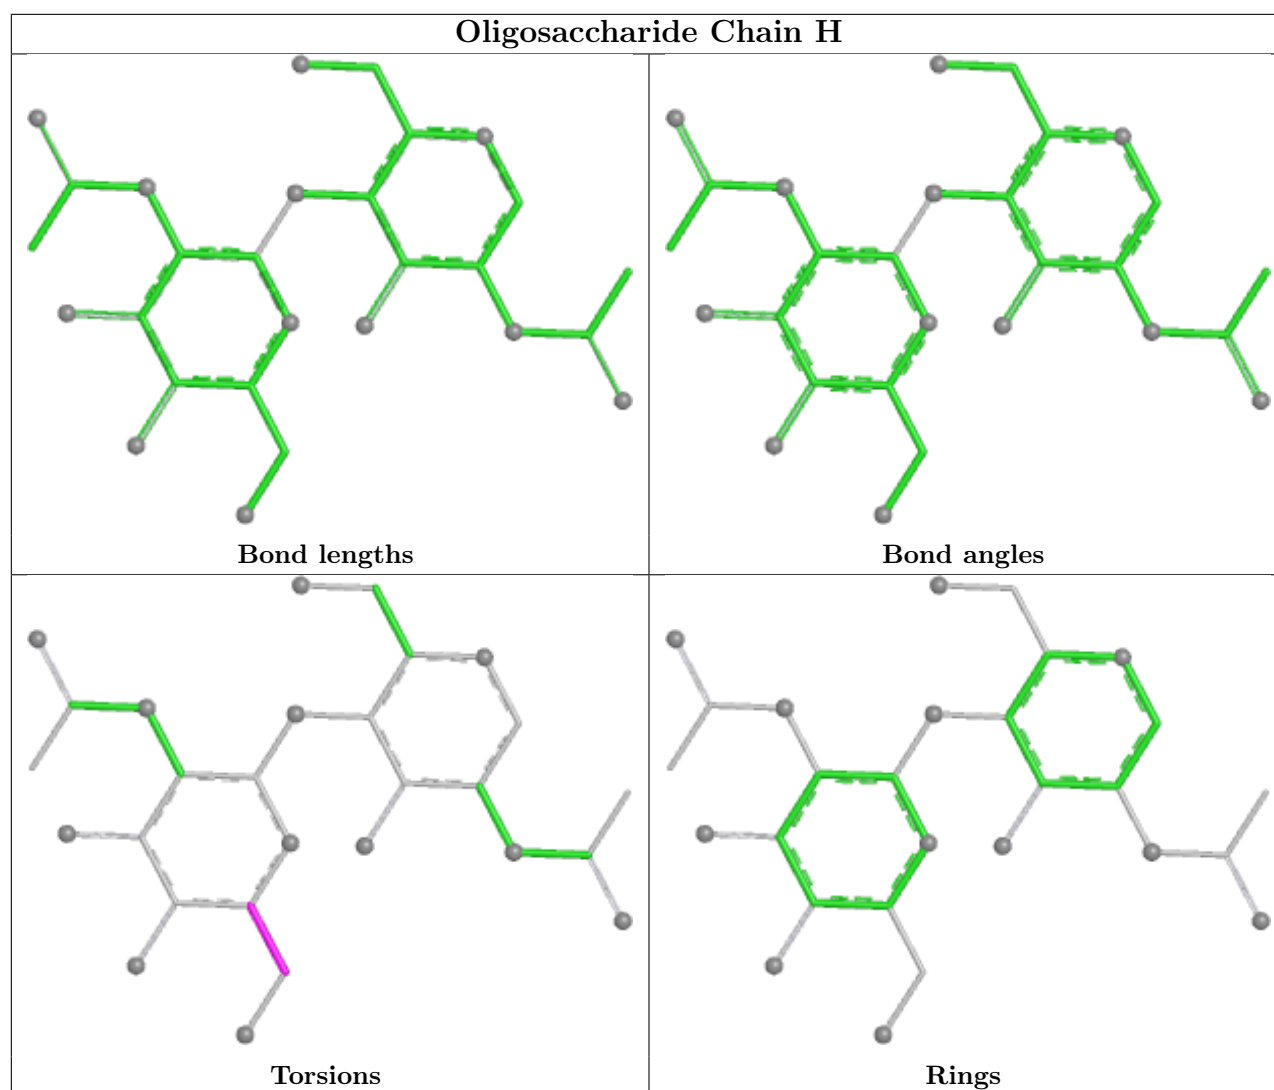 Oligosaccharide Chain H
Bond lengths
Bond angles
Torsions
Rings